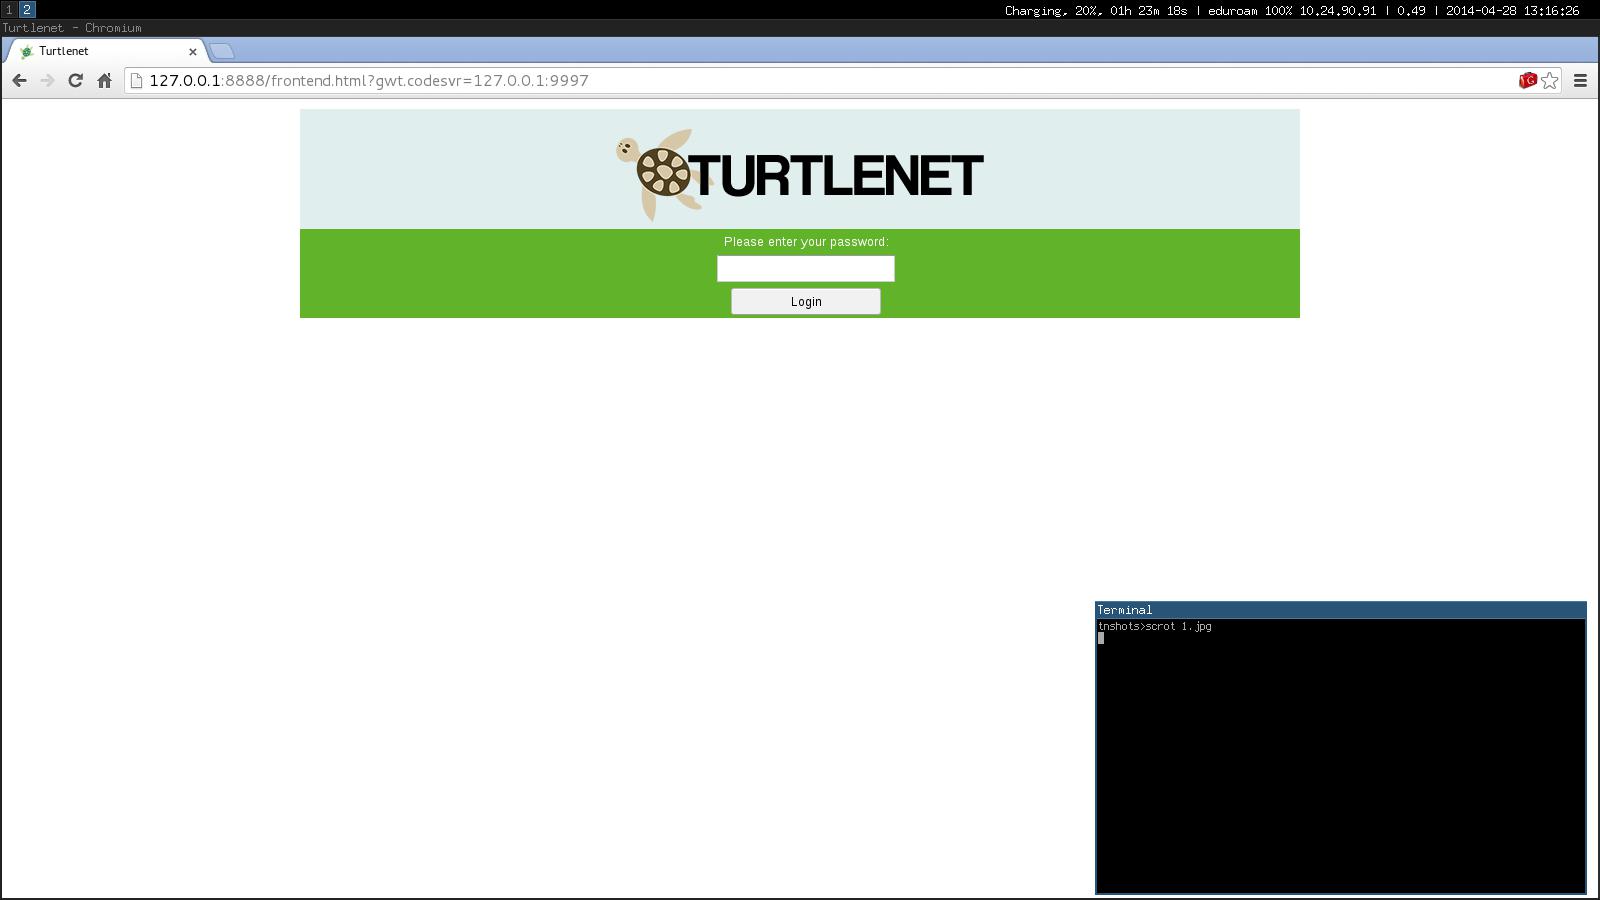 1 2 Charging, 20%, 01h 23m 18s | eduroam 100% 10.24.90.91 | 0.49 | 2014-04-28 13:16:26
Turtlenet - Chromium
Turtlenet
127.0.0.1:8888/frontend.html?gwt.codesvr=127.0.0.1:9997
TURTLENET
Please enter your password:
Login
Terminal
tnshots>scrot 1.jpg